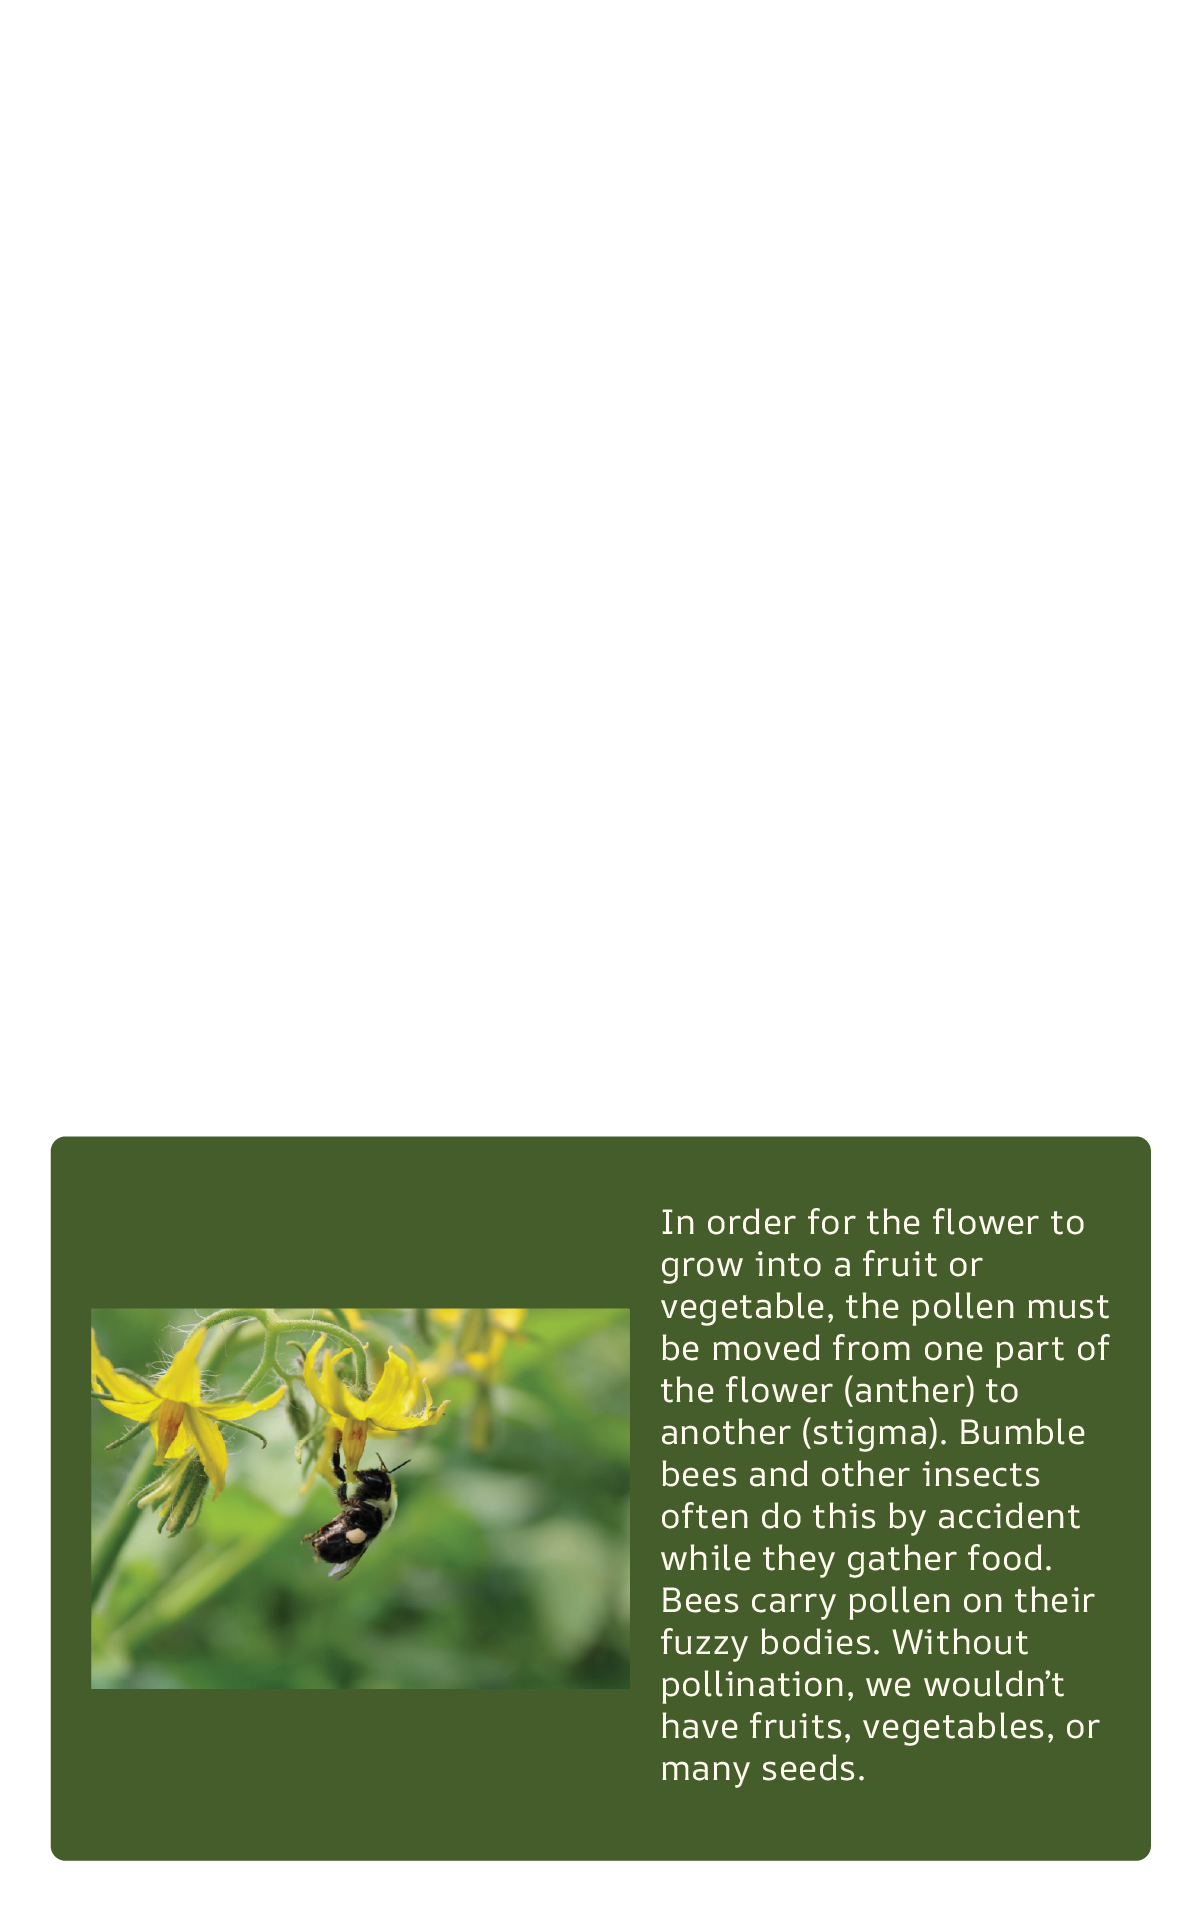 In order for the flower to
grow into a fruit or
vegetable, the pollen must
be moved from one part of
the flower (anther) to
another (stigma). Bumble
bees and other insects
often do this by accident
while they gather food.
Bees carry pollen on their
fuzzy bodies. Without
pollination, we wouldn’t
have fruits, vegetables, or
many seeds.